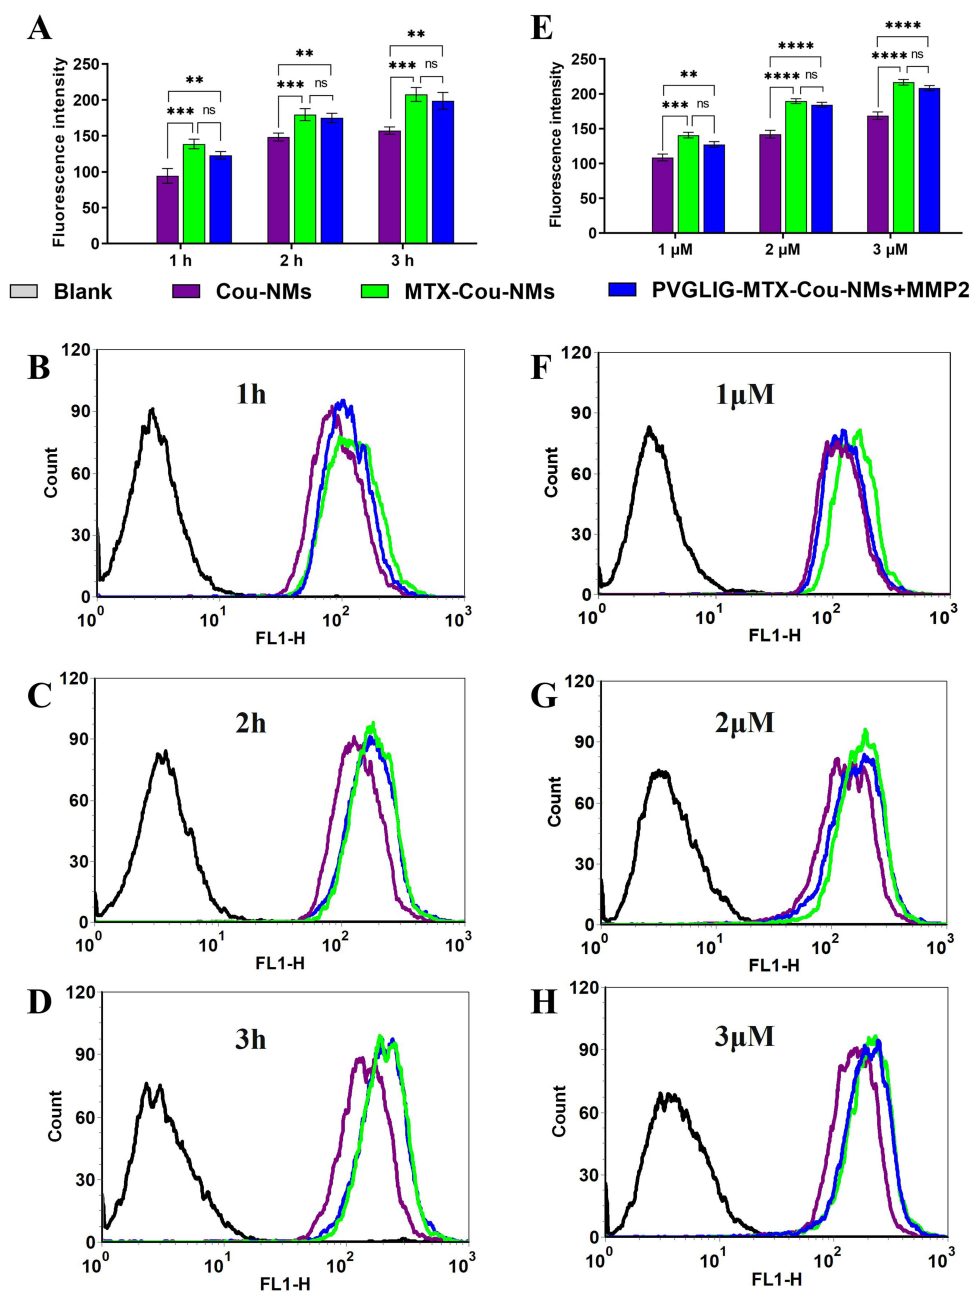 A
Fluorescence intensity
250
200
150
100
50
0
** ** **
*** ns *** ns *** ns
1 h 2 h 3 h
E
Fluorescence intensity
250
200
150
100
50
0
** **** ****
*** ns **** ns **** ns
1 μM 2 μM 3 μM
Blank Cou-NMs MTX-Cou-NMs PVGLIG-MTX-Cou-NMs+MMP2
B
1h
Count
120
90
60
30
0
10^0 10^1 10^2 10^3
FL1-H
F
1μM
Count
120
90
60
30
0
10^0 10^1 10^2 10^3
FL1-H
C
2h
Count
120
90
60
30
0
10^0 10^1 10^2 10^3
FL1-H
G
2μM
Count
120
90
60
30
0
10^0 10^1 10^2 10^3
FL1-H
D
3h
Count
120
90
60
30
0
10^0 10^1 10^2 10^3
FL1-H
H
3μM
Count
120
90
60
30
0
10^0 10^1 10^2 10^3
FL1-H